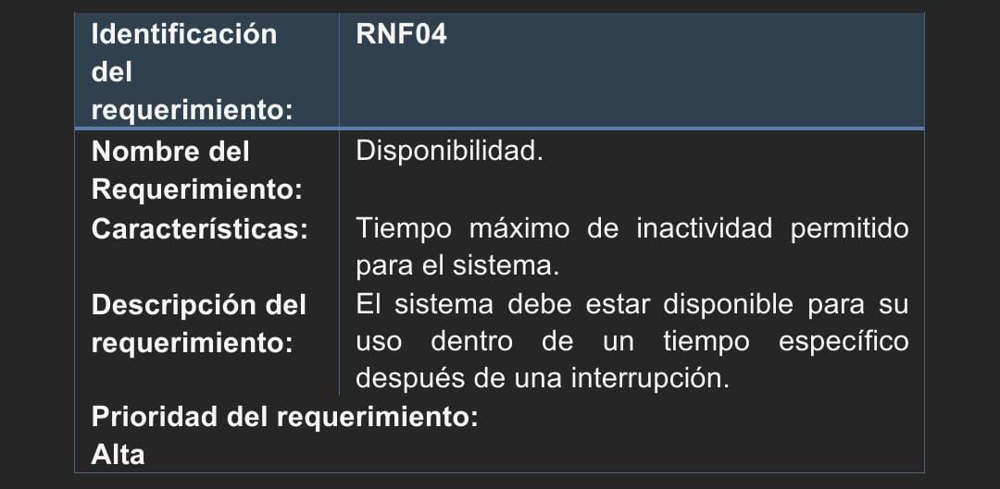 Identificación
del
requerimiento:
RNF04
Nombre del
Requerimiento:
Disponibilidad.
Características:
Tiempo máximo de inactividad permitido
para el sistema.
Descripción del
requerimiento:
El sistema debe estar disponible para su
uso dentro de un tiempo específico
después de una interrupción.
Prioridad del requerimiento:
Alta